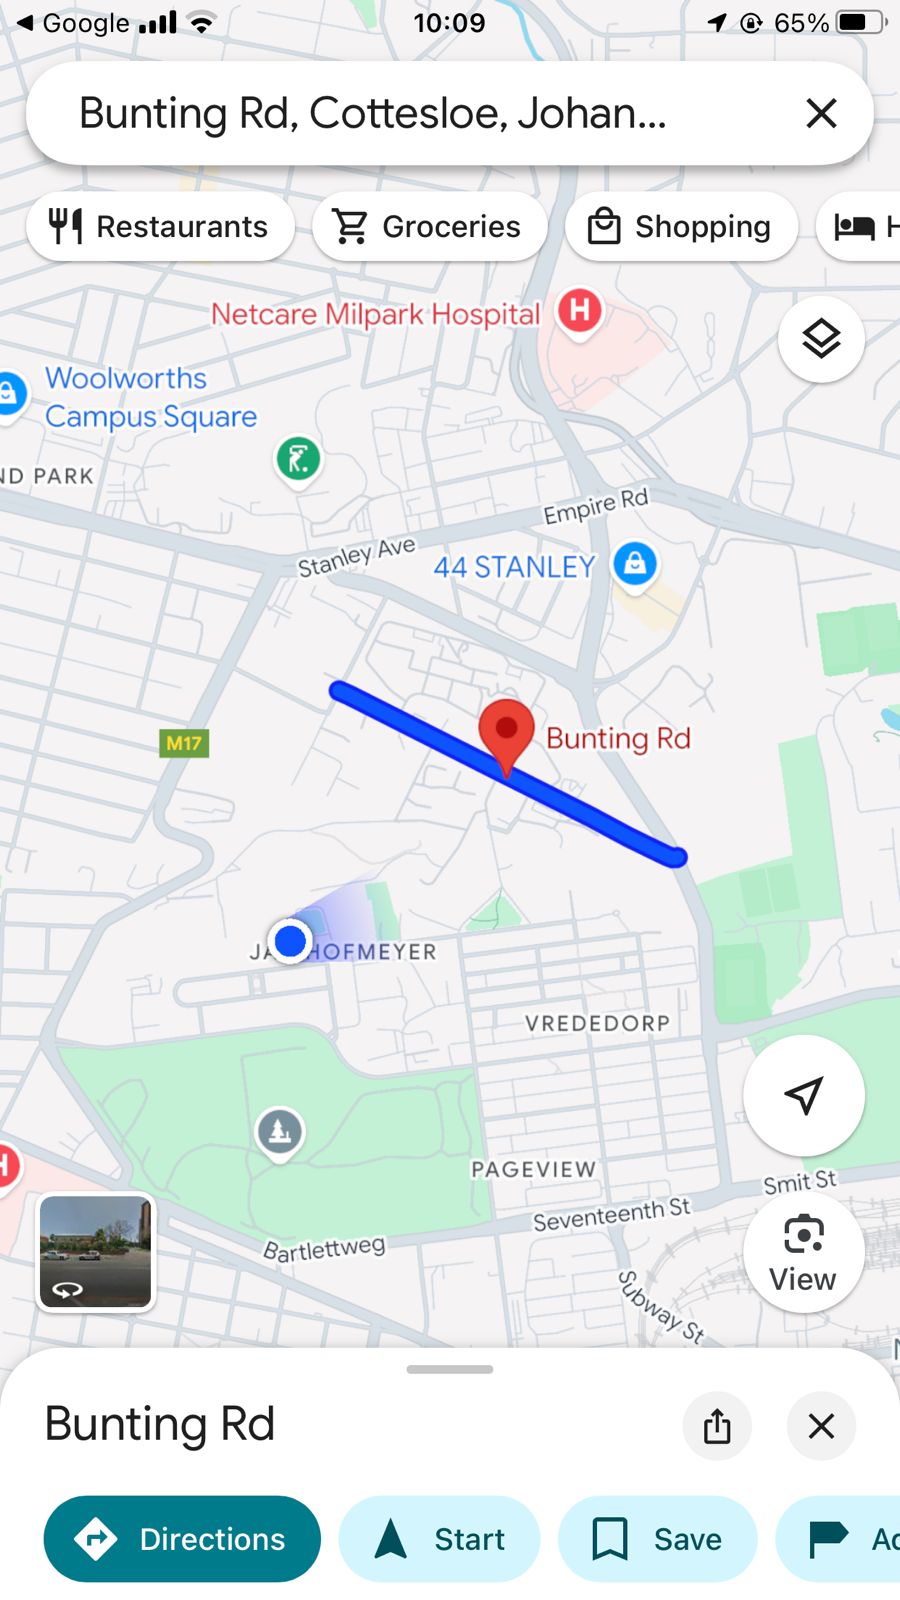 Google
10:09
65%
Bunting Rd, Cottesloe, Johan...
Restaurants
Groceries
Shopping
H
Netcare Milpark Hospital
H
Woolworths
Campus Square
ND PARK
Empire Rd
Stanley Ave
44 STANLEY
M17
Bunting Rd
HOFMEYER
VREDEDORP
PAGEVIEW
H
Smit St
Seventeenth St
Bartlettweg
View
Subway St
Bunting Rd
Directions
Start
Save